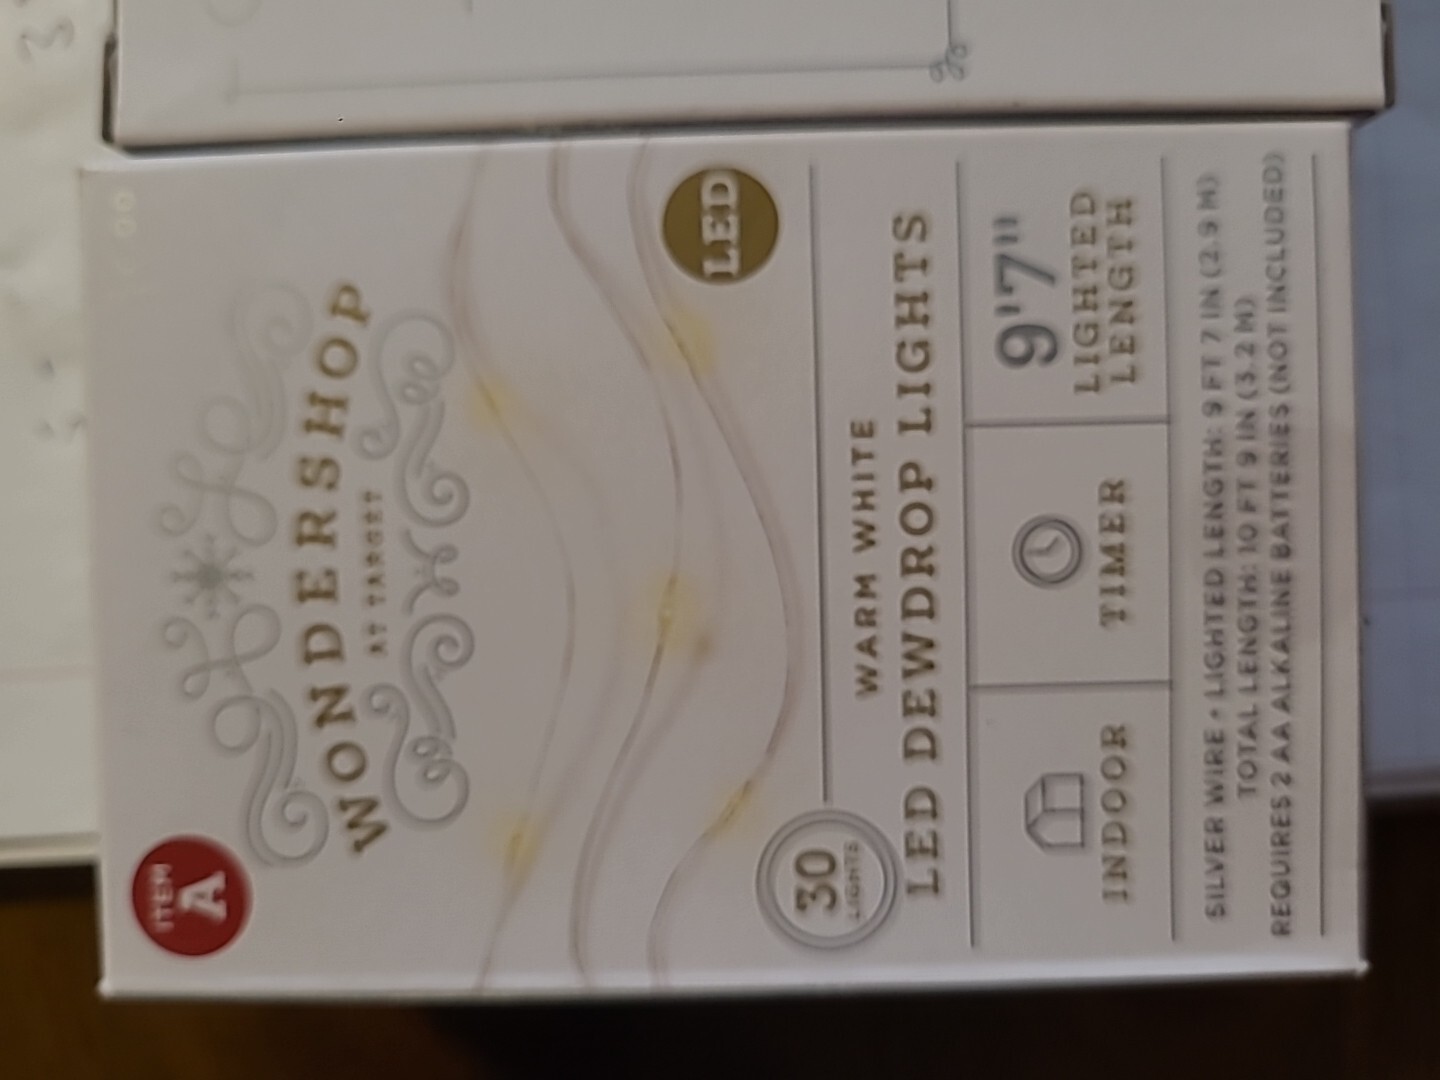 ITEM
A
WONDERSHOP
AT TARGET
LED
30
LIGHTS
WARM WHITE
LED DEWDROP LIGHTS
INDOOR
TIMER
9'7"
LIGHTED
LENGTH
SILVER WIRE • LIGHTED LENGTH: 9 FT 7 IN (2.9 M)
TOTAL LENGTH: 10 FT 9 IN (3.2 M)
REQUIRES 2 AA ALKALINE BATTERIES (NOT INCLUDED)